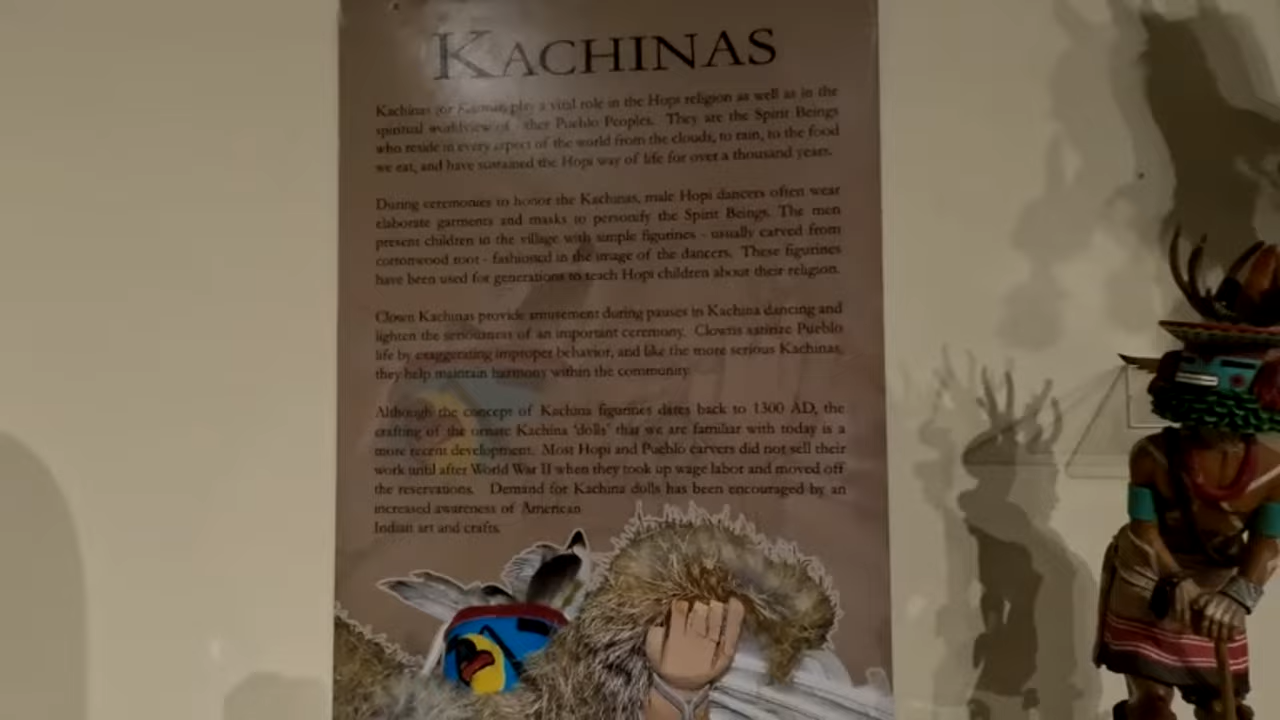 KACHINAS
Kachinas (or Katsinas) play a vital role in the Hopi religion as well as in the
spiritual worldview of other Pueblo Peoples. They are the Spirit Beings
who reside in every aspect of the world from the clouds, to rain, to the food
we eat, and have sustained the Hopi way of life for over a thousand years.
During ceremonies to honor the Kachinas, male Hopi dancers often wear
elaborate garments and masks to personify the Spirit Beings. The men
present children in the village with simple figurines - usually carved from
cottonwood root - fashioned in the image of the dancers. These figurines
have been used for generations to teach Hopi children about their religion.
Clown Kachinas provide amusement during pauses in Kachina dancing and
lighten the seriousness of an important ceremony. Clowns satirize Pueblo
life by exaggerating improper behavior, and like the more serious Kachinas,
they help maintain harmony within the community.
Although the concept of Kachina figurines dates back to 1300 AD, the
crafting of the ornate Kachina 'dolls' that we are familiar with today is a
more recent development. Most Hopi and Pueblo carvers did not sell their
work until after World War II when they took up wage labor and moved off
the reservations. Demand for Kachina dolls has been encouraged by an
increased awareness of American
Indian art and crafts.